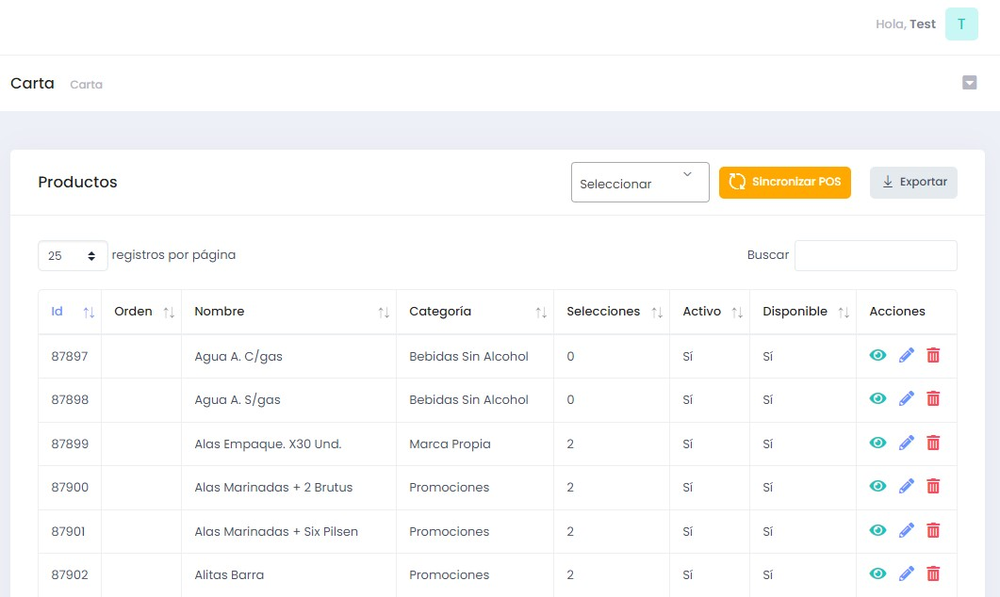 Hola, Test T
Carta Carta
Productos Seleccionar Sincronizar POS Exportar
25 registros por página Buscar
Id Orden Nombre Categoría Selecciones Activo Disponible Acciones
87897 Agua A. C/gas Bebidas Sin Alcohol 0 Sí Sí
87898 Agua A. S/gas Bebidas Sin Alcohol 0 Sí Sí
87899 Alas Empaque. X30 Und. Marca Propia 2 Sí Sí
87900 Alas Marinadas + 2 Brutus Promociones 2 Sí Sí
87901 Alas Marinadas + Six Pilsen Promociones 2 Sí Sí
87902 Alitas Barra Promociones 2 Sí Sí